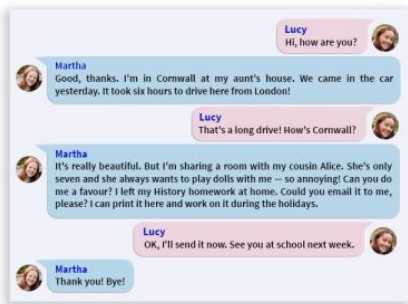 Lucy
Hi, how are you?
Martha
Good, thanks. I'm in Cornwall at my aunt's house. We came in the car
yesterday. It took six hours to drive here from London!
Lucy
That's a long drive! How's Cornwall?
Martha
It's really beautiful. But I'm sharing a room with my cousin Alice. She's only
seven and she always wants to play dolls with me — so annoying! Can you do
me a favour? I left my History homework at home. Could you email it to me,
please? I can print it here and work on it during the holidays.
Lucy
OK, I'll send it now. See you at school next week.
Martha
Thank you! Bye!